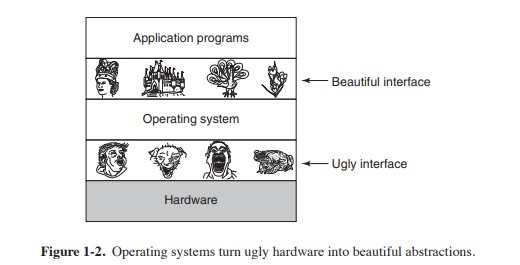 Application programs
Beautiful interface
Operating system
Ugly interface
Hardware
Figure 1-2. Operating systems turn ugly hardware into beautiful abstractions.